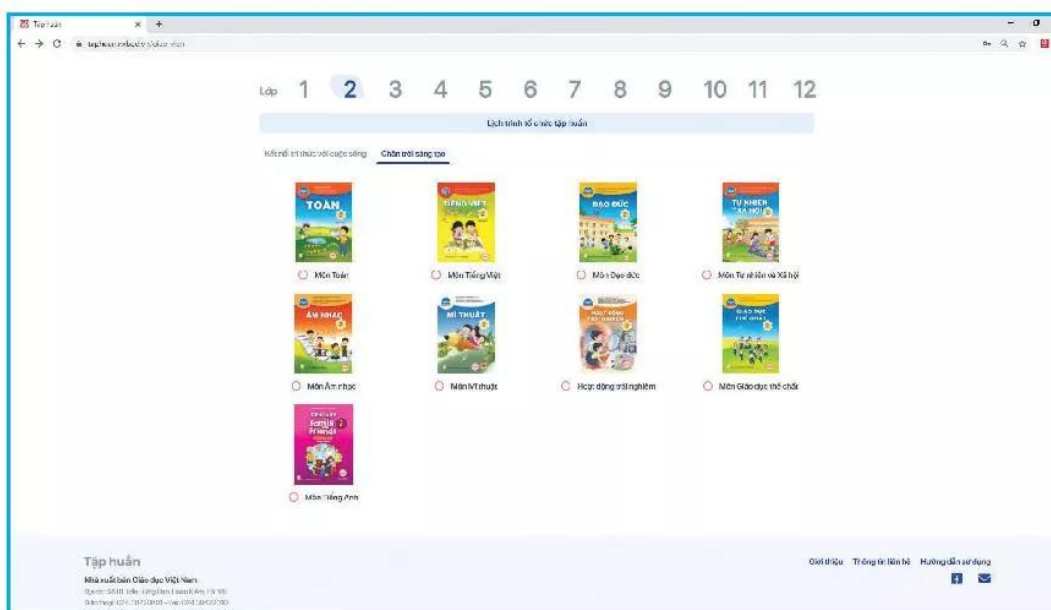 Tập huấn
Lớp 1 2 3 4 5 6 7 8 9 10 11 12
Lịch trình tổ chức tập huấn
Kết nối tri thức với cuộc sống Chân trời sáng tạo
TOÁN TIẾNG VIỆT ĐẠO ĐỨC TỰ NHIÊN VÀ XÃ HỘI
Môn Toán Môn Tiếng Việt Môn Đạo đức Môn Tự nhiên và Xã hội
ÂM NHẠC MĨ THUẬT HOẠT ĐỘNG TRẢI NGHIỆM GIÁO DỤC THỂ CHẤT
Môn Âm nhạc Môn Mĩ thuật Hoạt động trải nghiệm Môn Giáo dục thể chất
Family
Friends
2
Môn Tiếng Anh
Tập huấn Giới thiệu Thông tin liên hệ Hướng dẫn sử dụng
Nhà xuất bản Giáo dục Việt Nam